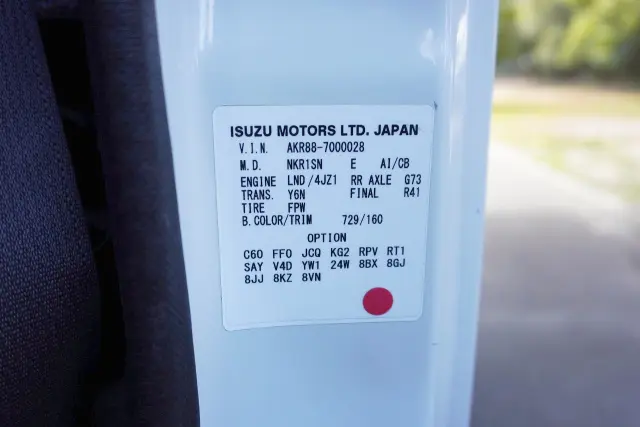 ISUZU MOTORS LTD. JAPAN
V.I.N. AKR88-7000028
M.D. NKR1SN E AI/CB
ENGINE LND/4JZ1 RR AXLE G73
TRANS. Y6N FINAL R41
TIRE FPW
B.COLOR/TRIM 729/160
OPTION
C60 FF0 JCQ KG2 RPV RT1
SAY V4D YW1 24W 8BX 8GJ
8JJ 8KZ 8VN